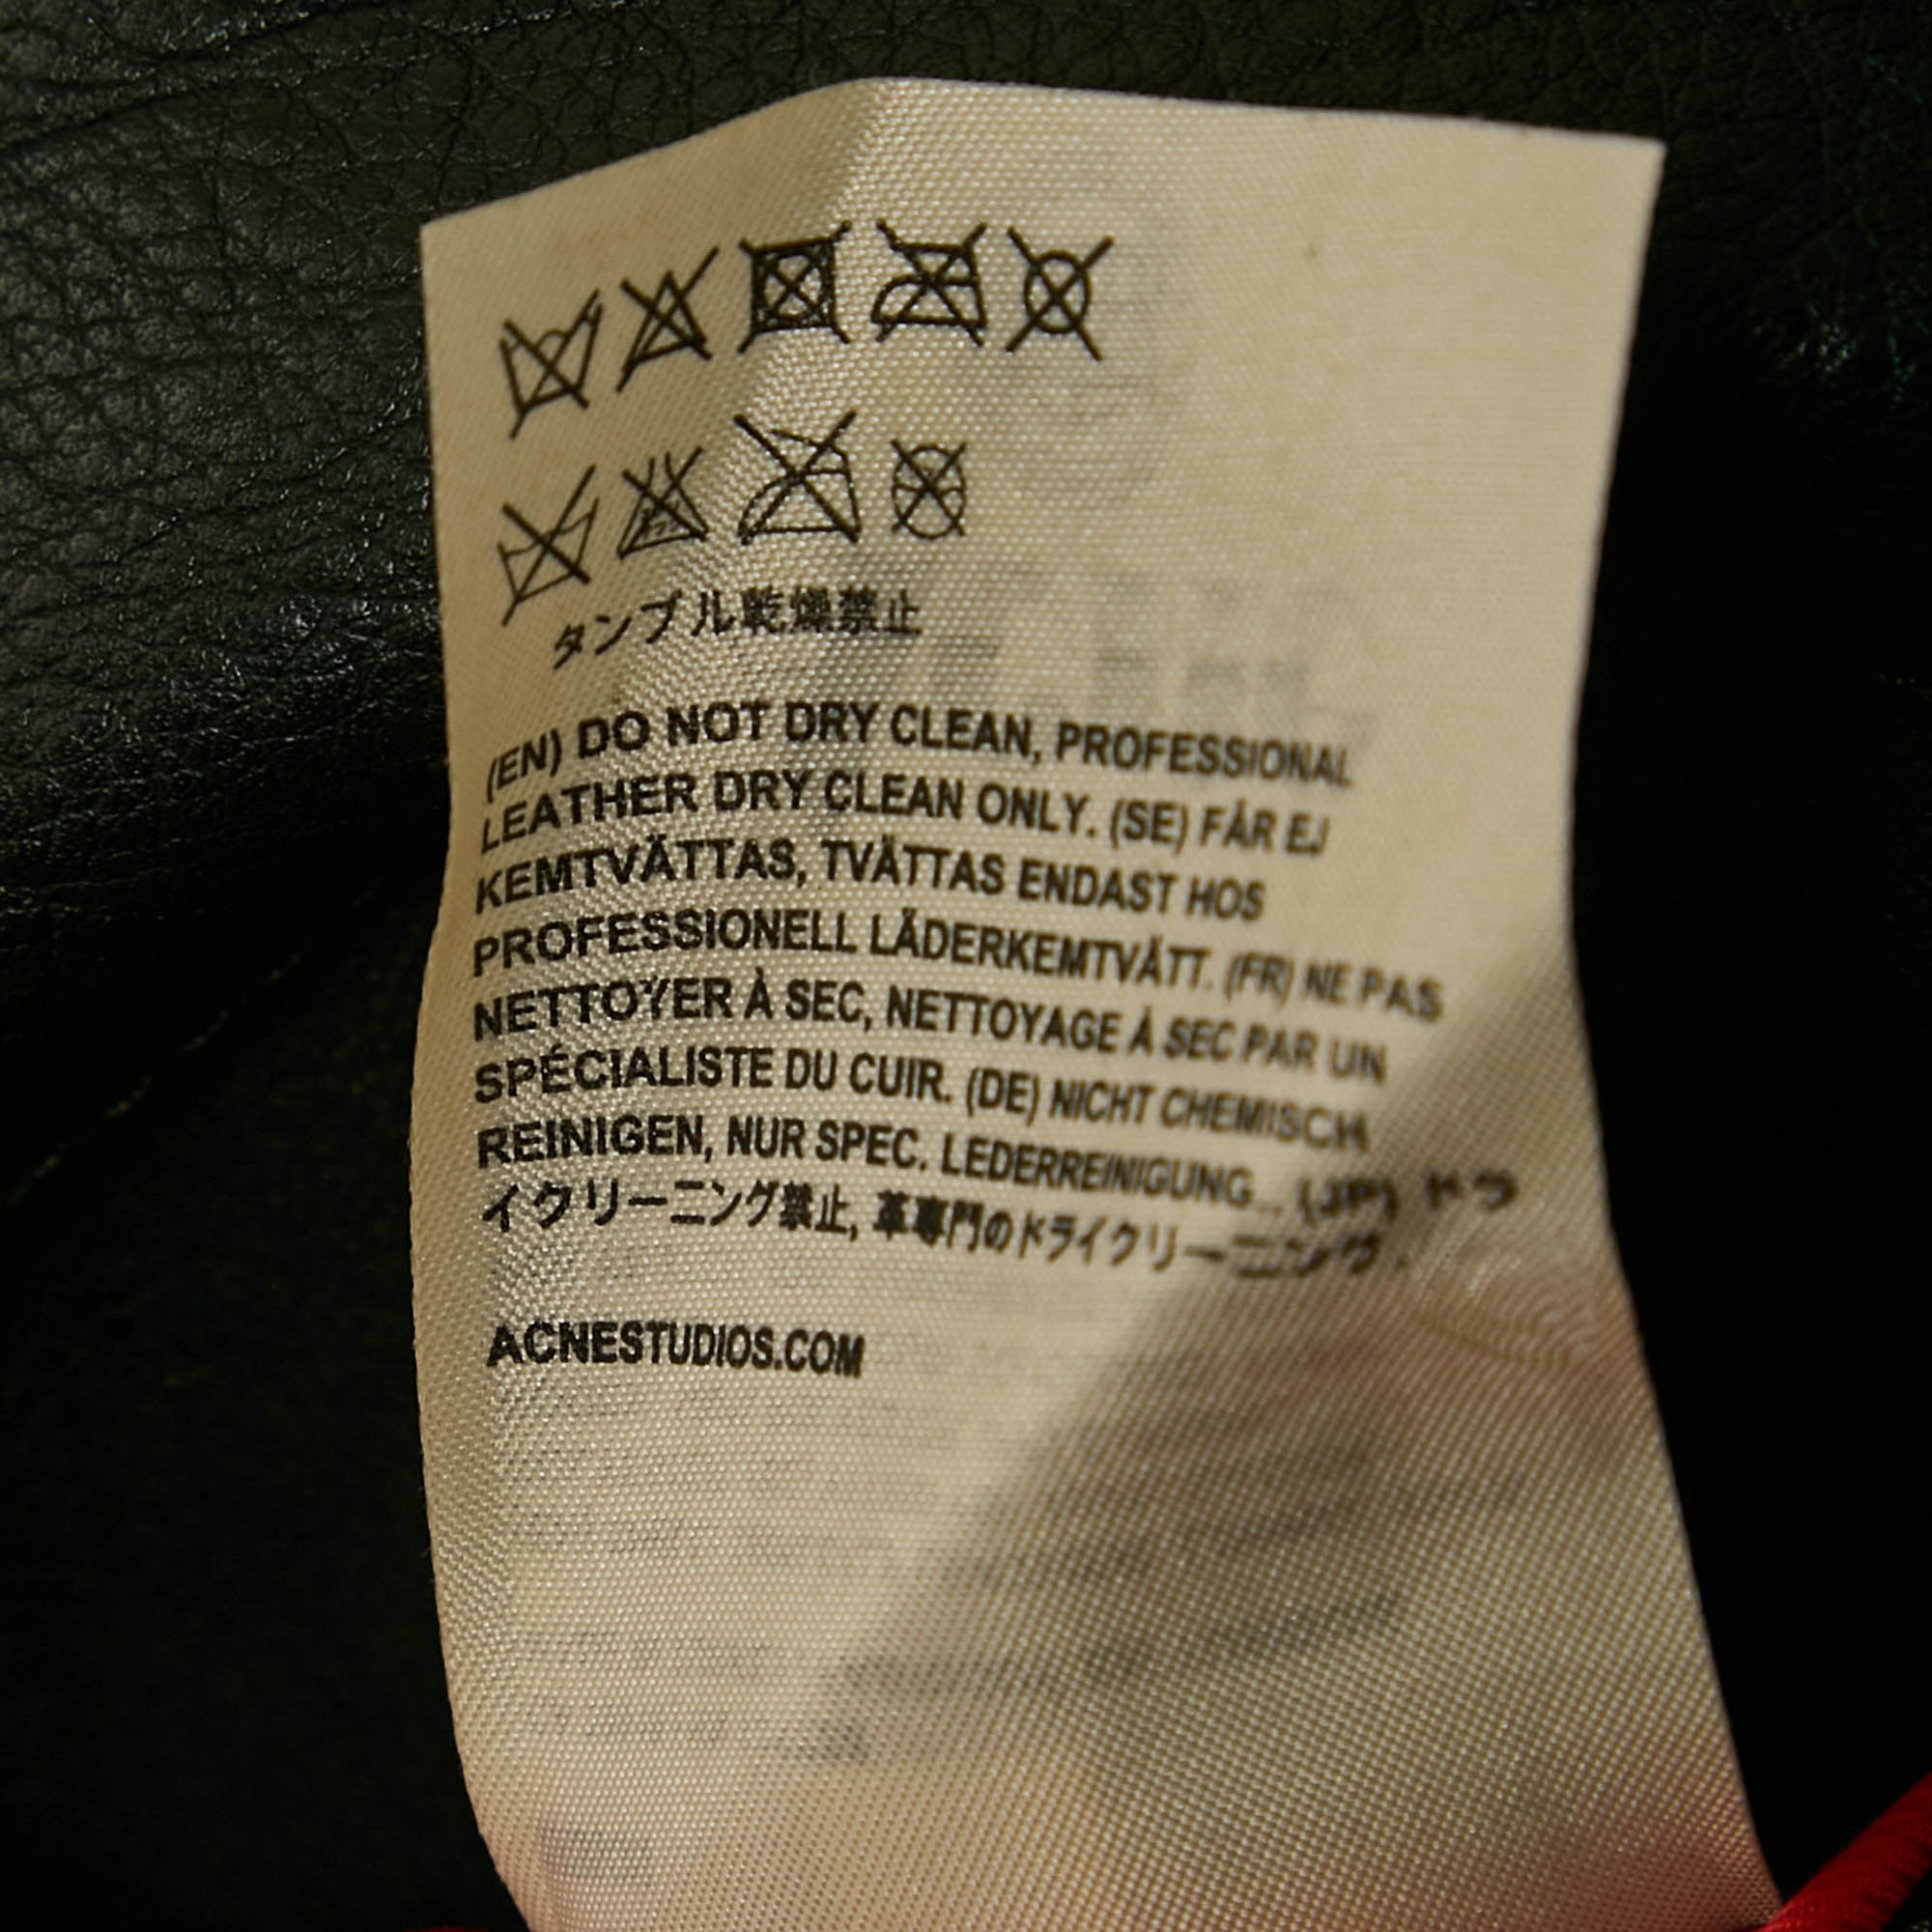 タンブル乾燥禁止
(EN) DO NOT DRY CLEAN, PROFESSIONAL
LEATHER DRY CLEAN ONLY. (SE) FÅR EJ
KEMTVÄTTAS, TVÄTTAS ENDAST HOS
PROFESSIONELL LÄDERKEMTVÄTT. (FR) NE PAS
NETTOYER À SEC, NETTOYAGE À SEC PAR UN
SPÉCIALISTE DU CUIR. (DE) NICHT CHEMISCH
REINIGEN, NUR SPEC. LEDERREINIGUNG... (JP) ドラ
イクリーニング禁止, 革専門のドライクリーニング.
ACNESTUDIOS.COM